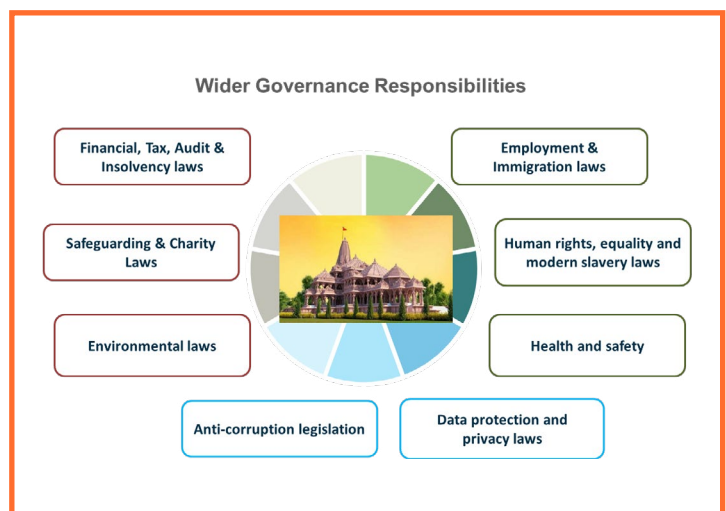 Wider Governance Responsibilities
Financial, Tax, Audit &
Insolvency laws
Employment &
Immigration laws
Safeguarding & Charity
Laws
Human rights, equality and
modern slavery laws
Environmental laws
Health and safety
Anti-corruption legislation
Data protection and
privacy laws